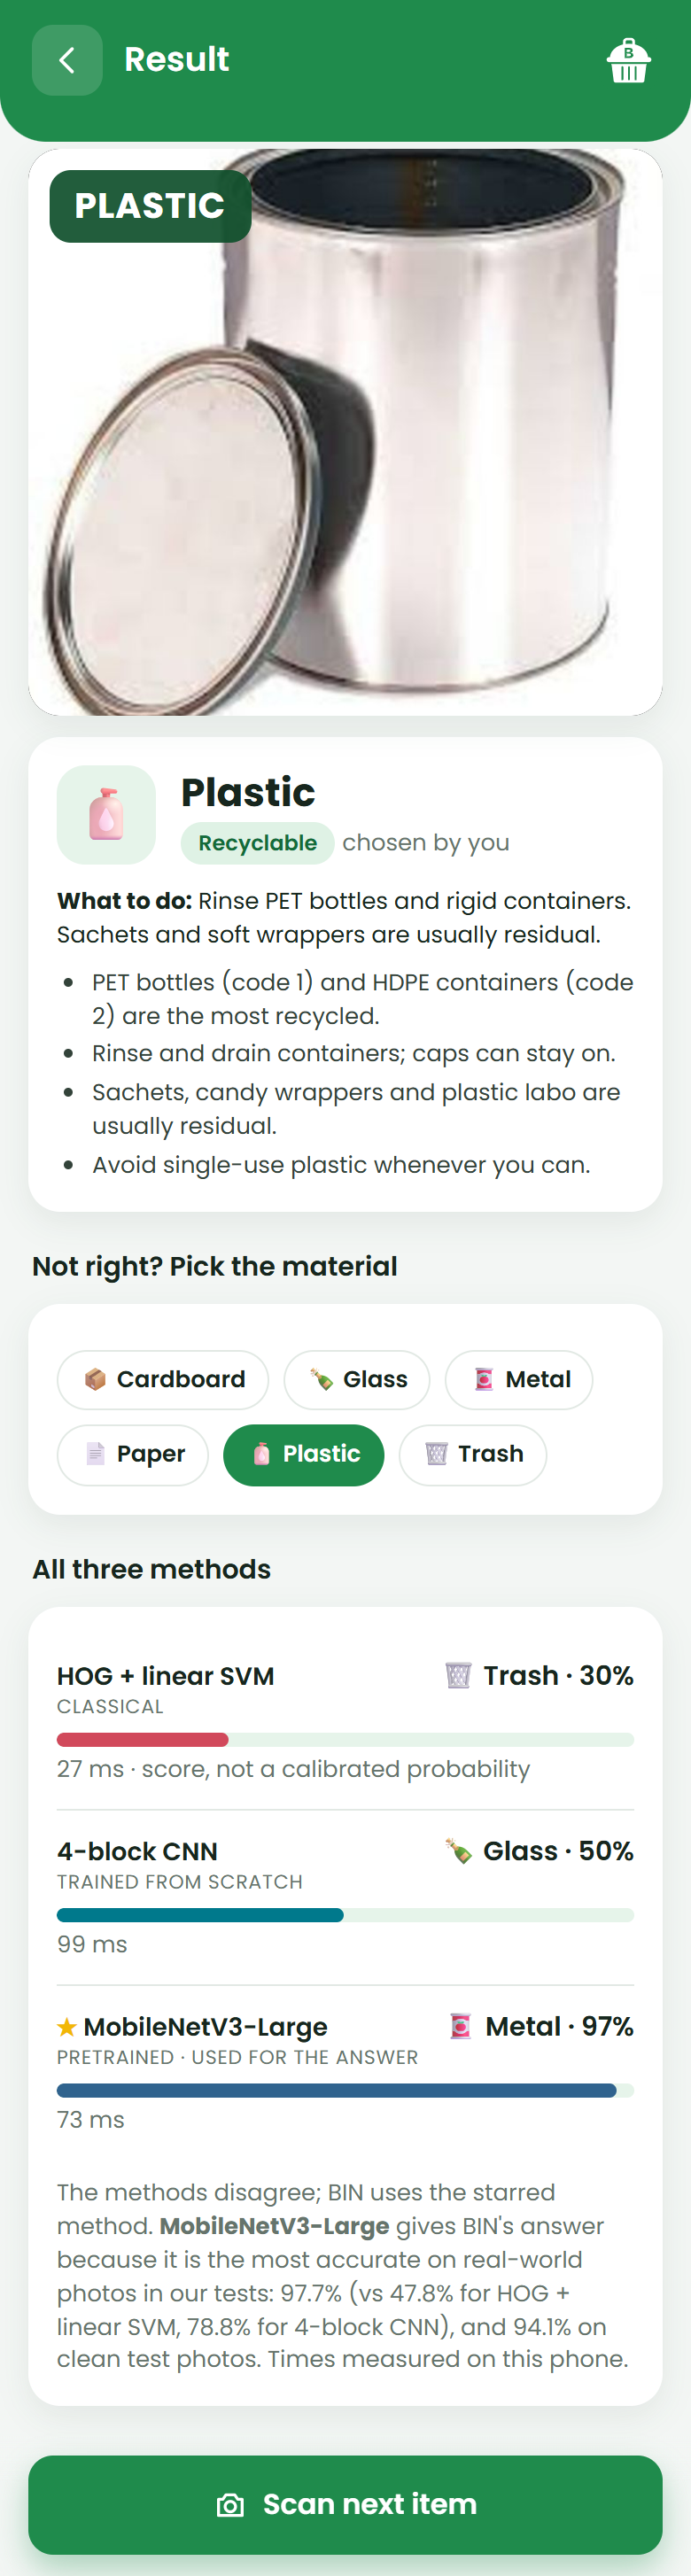 Result
B
PLASTIC
Plastic
Recyclable chosen by you
What to do: Rinse PET bottles and rigid containers.
Sachets and soft wrappers are usually residual.
• PET bottles (code 1) and HDPE containers (code
2) are the most recycled.
• Rinse and drain containers; caps can stay on.
• Sachets, candy wrappers and plastic labo are
usually residual.
• Avoid single-use plastic whenever you can.
Not right? Pick the material
Cardboard Glass Metal
Paper Plastic Trash
All three methods
HOG + linear SVM Trash · 30%
CLASSICAL
27 ms · score, not a calibrated probability
4-block CNN Glass · 50%
TRAINED FROM SCRATCH
99 ms
★ MobileNetV3-Large Metal · 97%
PRETRAINED · USED FOR THE ANSWER
73 ms
The methods disagree; BIN uses the starred
method. MobileNetV3-Large gives BIN's answer
because it is the most accurate on real-world
photos in our tests: 97.7% (vs 47.8% for HOG +
linear SVM, 78.8% for 4-block CNN), and 94.1% on
clean test photos. Times measured on this phone.
Scan next item